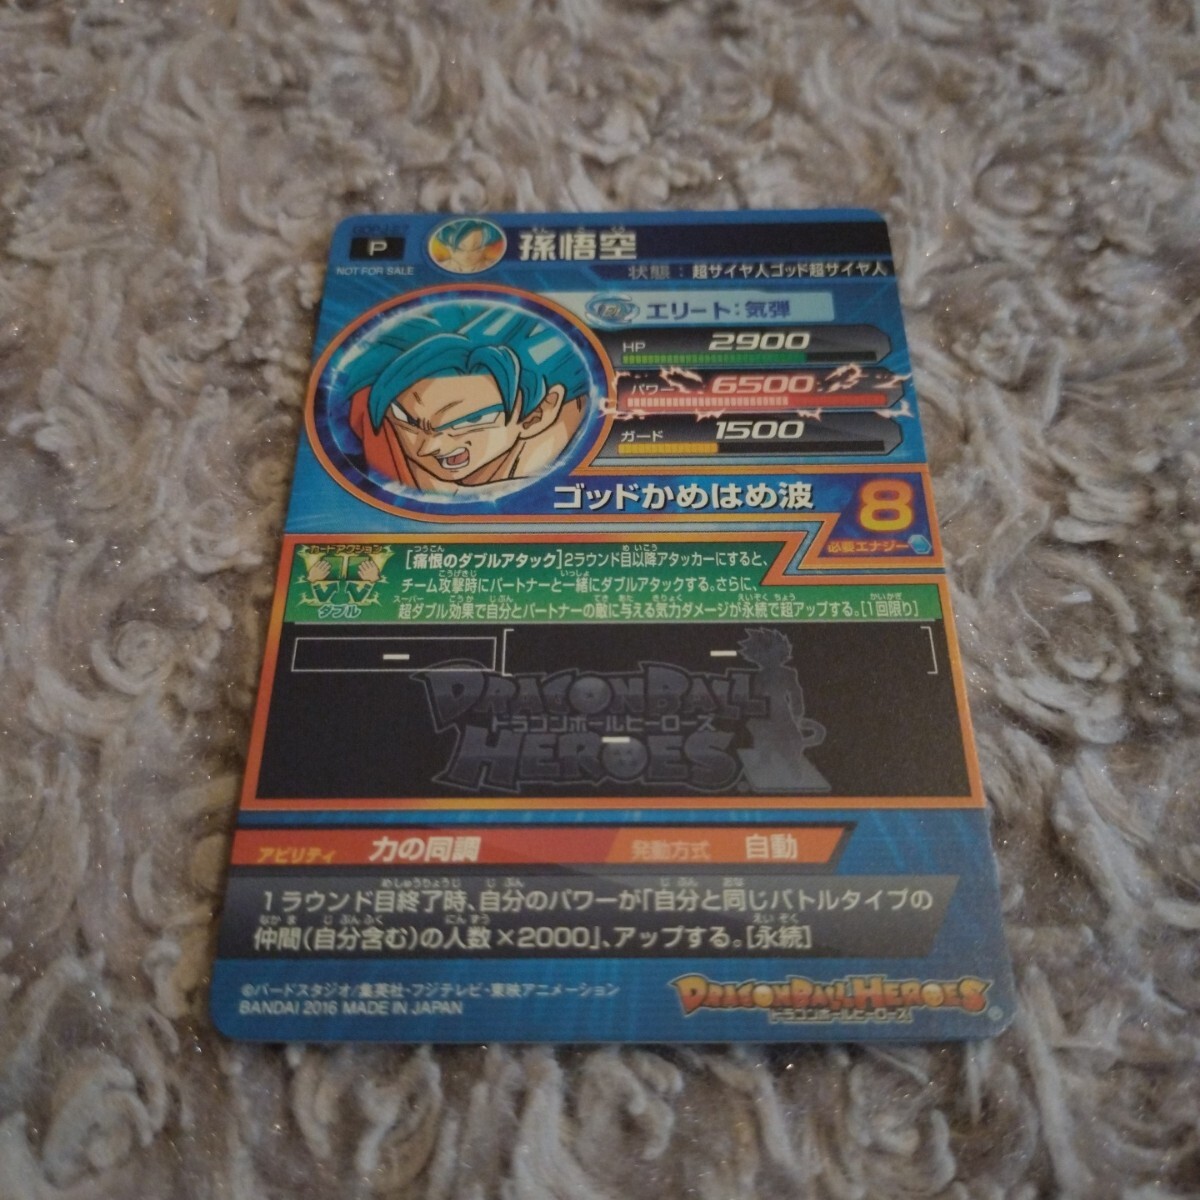 P
NOT FOR SALE
孫悟空
状態：超サイヤ人ゴッド超サイヤ人
エリート:気弾
HP 2900
パワー 6500
ガード 1500
ゴッドかめはめ波
8
必要エナジー
カードアクション
ダブル
[痛恨のダブルアタック]2ラウンド目以降アタッカーにすると、
チーム攻撃時にパートナーと一緒にダブルアタックする。さらに、
超ダブル効果で自分とパートナーの敵に与える気力ダメージが永続で超アップする。[1回限り]
DRAGON BALL
ドラゴンボールヒーローズ
HEROES
アビリティ 力の同調 発動方式 自動
1ラウンド目終了時、自分のパワーが「自分と同じバトルタイプの
仲間(自分含む)の人数×2000」、アップする。[永続]
©バードスタジオ/集英社・フジテレビ・東映アニメーション
BANDAI 2016 MADE IN JAPAN
DRAGON BALL HEROES
ドラゴンボールヒーローズ